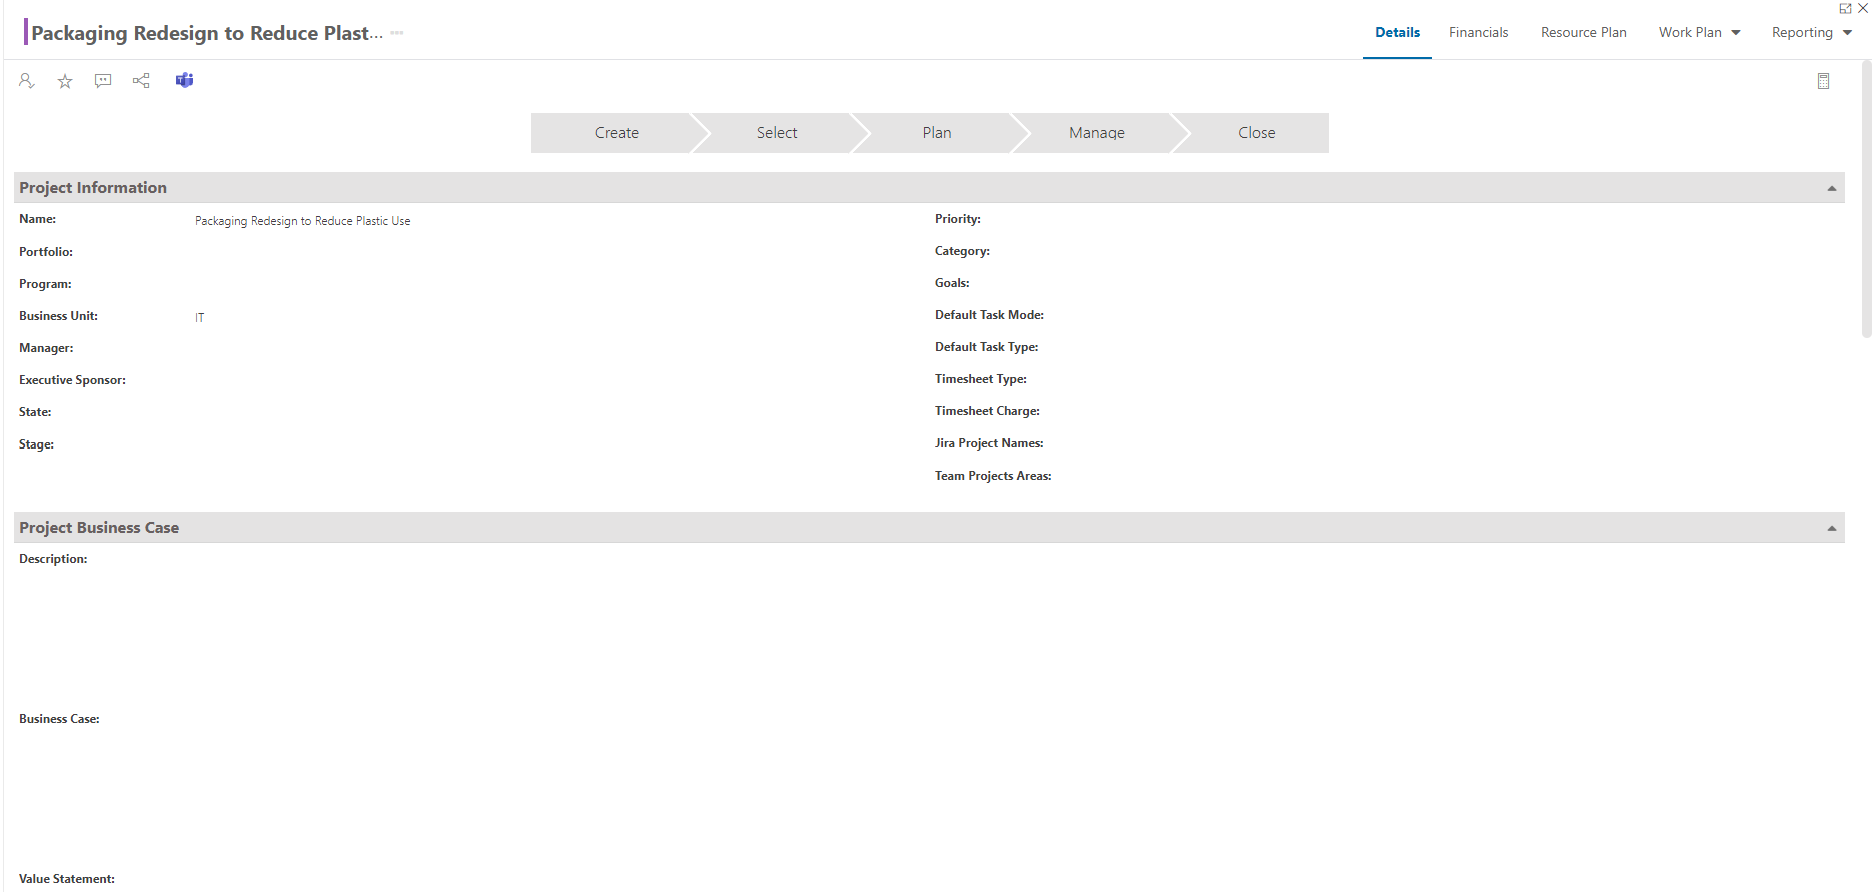 Packaging Redesign to Reduce Plast...
Details Financials Resource Plan Work Plan Reporting
Create Select Plan Manage Close
Project Information
Name: Packaging Redesign to Reduce Plastic Use
Portfolio:
Program:
Business Unit: IT
Manager:
Executive Sponsor:
State:
Stage:
Priority:
Category:
Goals:
Default Task Mode:
Default Task Type:
Timesheet Type:
Timesheet Charge:
Jira Project Names:
Team Projects Areas:
Project Business Case
Description:
Business Case:
Value Statement: